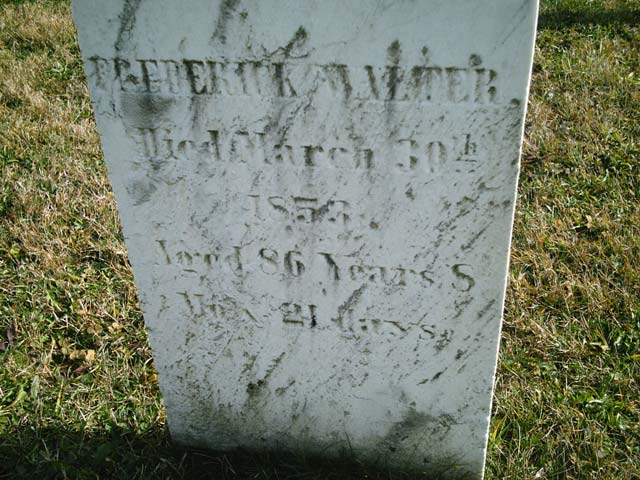 FREDERICK WALTER,
Died March 30th
1853
Aged 86 Years 8
Mo's 21 Days.